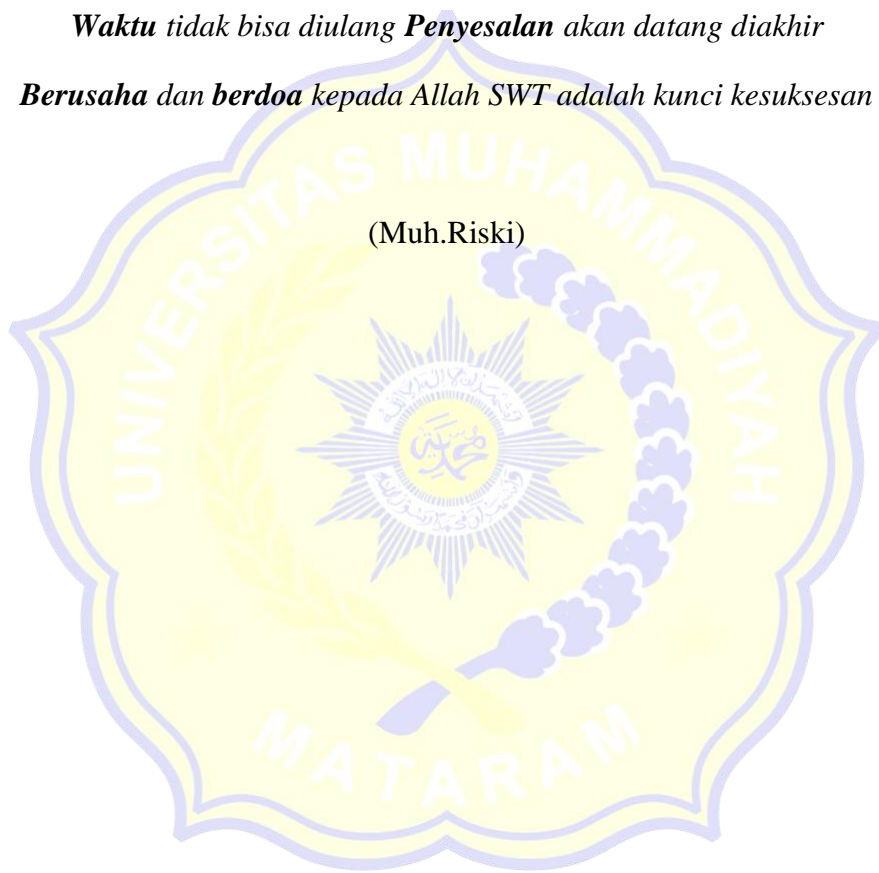 Waktu tidak bisa diulang Penyesalan akan datang diakhir
Berusaha dan berdoa kepada Allah SWT adalah kunci kesuksesan
(Muh.Riski)
UNIVERSITAS MUHAMMADIYAH
MATARAM